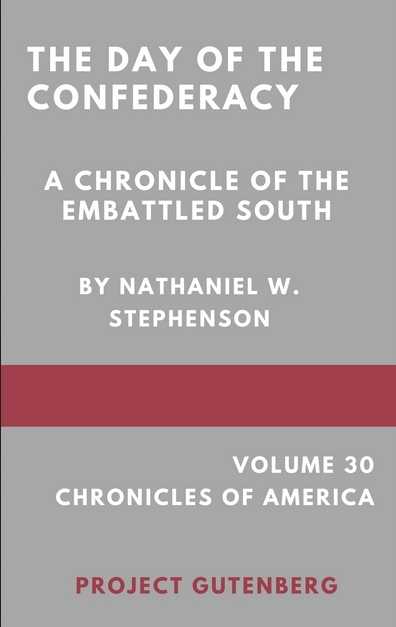 THE DAY OF THE
CONFEDERACY
A CHRONICLE OF THE
EMBATTLED SOUTH
BY NATHANIEL W.
STEPHENSON
VOLUME 30
CHRONICLES OF AMERICA
PROJECT GUTENBERG